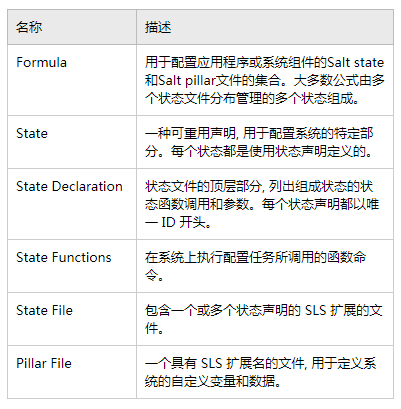 名称 描述
Formula 用于配置应用程序或系统组件的Salt state
和Salt pillar文件的集合。大多数公式由多
个状态文件分布管理的多个状态组成。
State 一种可重用声明, 用于配置系统的特定部
分。每个状态都是使用状态声明定义的。
State Declaration 状态文件的顶层部分, 列出组成状态的状
态函数调用和参数。每个状态声明都以唯
一 ID 开头。
State Functions 在系统上执行配置任务所调用的函数命
令。
State File 包含一个或多个状态声明的 SLS 扩展的文
件。
Pillar File 一个具有 SLS 扩展名的文件, 用于定义系
统的自定义变量和数据。